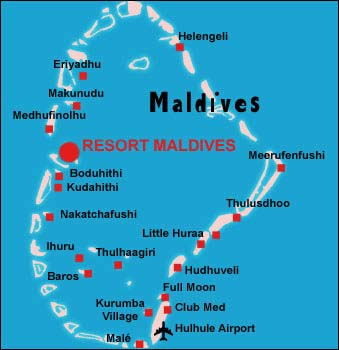 Helengeli
Eriyadhu
Makunudu
Maldives
Medhufinolhu
RESORT MALDIVES
Meerufenfushi
Boduhithi
Kudahithi
Thulusdhoo
Nakatchafushi
Little Huraa
Ihuru
Thulhaagiri
Baros
Hudhuveli
Full Moon
Kurumba
Village
Club Med
Hulhule Airport
Malé